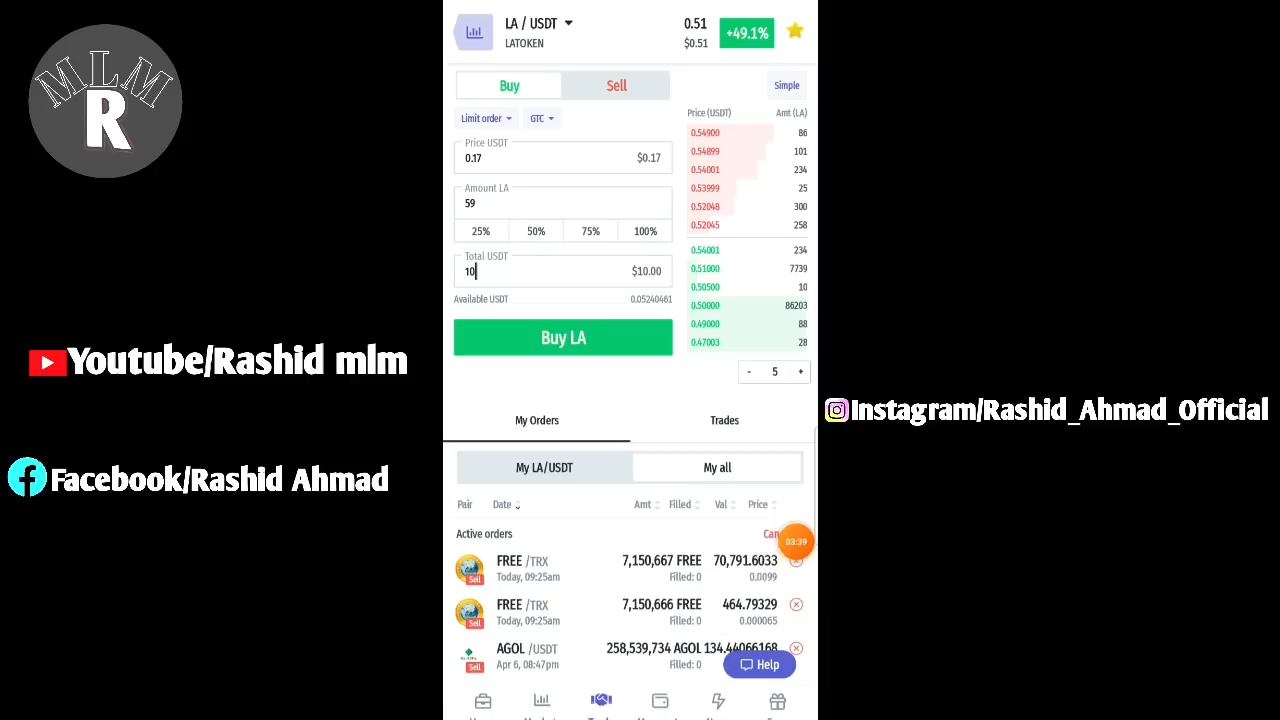 MLM
R
Youtube/Rashid mlm
Facebook/Rashid Ahmad
Instagram/Rashid_Ahmad_Official
LA / USDT
LATOKEN
0.51
$0.51
+49.1%
Buy
Sell
Simple
Limit order
GTC
Price USDT
0.17
$0.17
Amount LA
59
25%
50%
75%
100%
Total USDT
10
$10.00
Available USDT
0.05240461
Buy LA
Price (USDT)
Amt (LA)
0.54900 86
0.54899 101
0.54001 234
0.53999 25
0.52048 300
0.52045 258
0.54001 234
0.51000 7739
0.50500 10
0.50000 86203
0.49000 88
0.47003 28
- 5 +
My Orders
Trades
My LA/USDT
My all
Pair Date Amt Filled Val Price
Active orders
03:39
FREE /TRX 7,150,667 FREE 70,791.6033
Sell Today, 09:25am Filled: 0 0.0099
FREE /TRX 7,150,666 FREE 464.79329
Sell Today, 09:25am Filled: 0 0.000065
AGOL /USDT 258,539,734 AGOL 134.44066168
Sell Apr 6, 08:47pm Filled: 0
Help